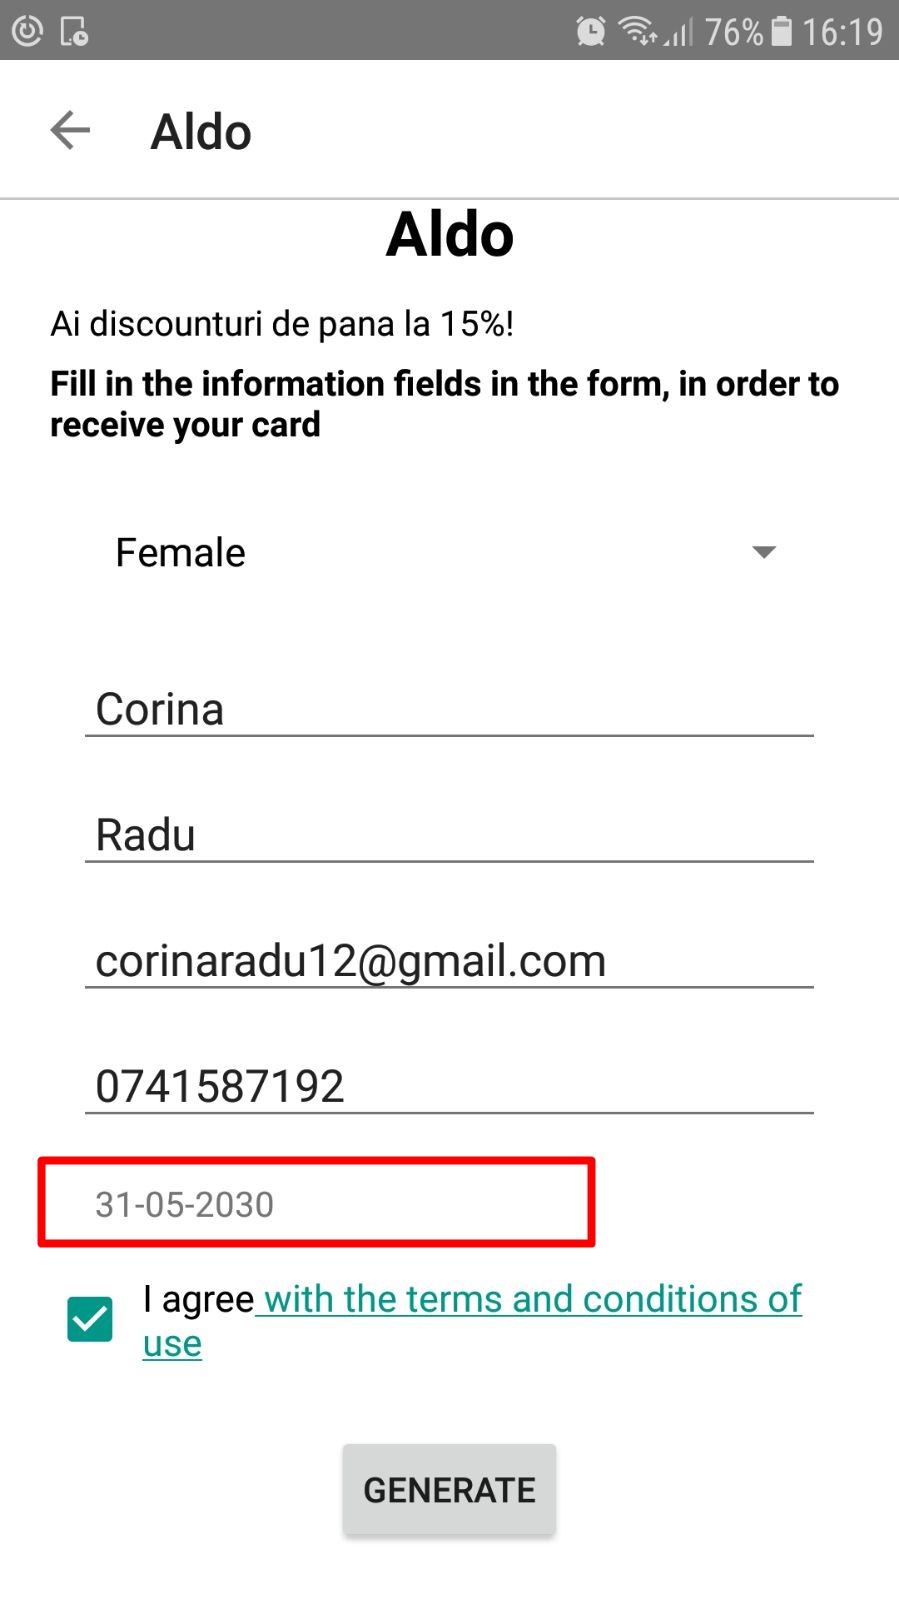 76% 16:19
Aldo
Aldo
Ai discounturi de pana la 15%!
Fill in the information fields in the form, in order to
receive your card
Female
Corina
Radu
corinaradu12@gmail.com
0741587192
31-05-2030
I agree with the terms and conditions of
use
GENERATE